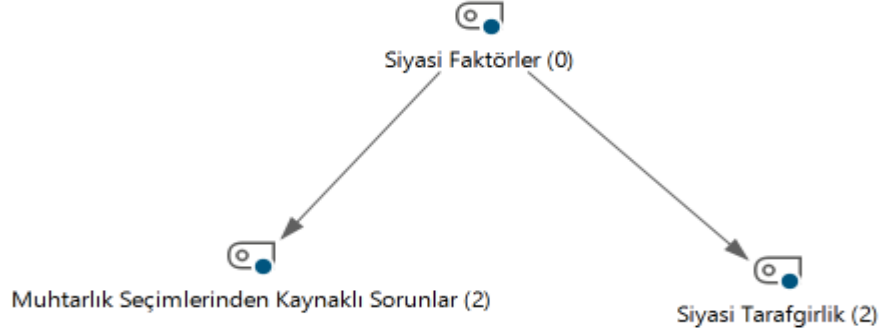 Siyasi Faktörler (0)
Muhtarlık Seçimlerinden Kaynaklı Sorunlar (2)
Siyasi Tarafgirlik (2)